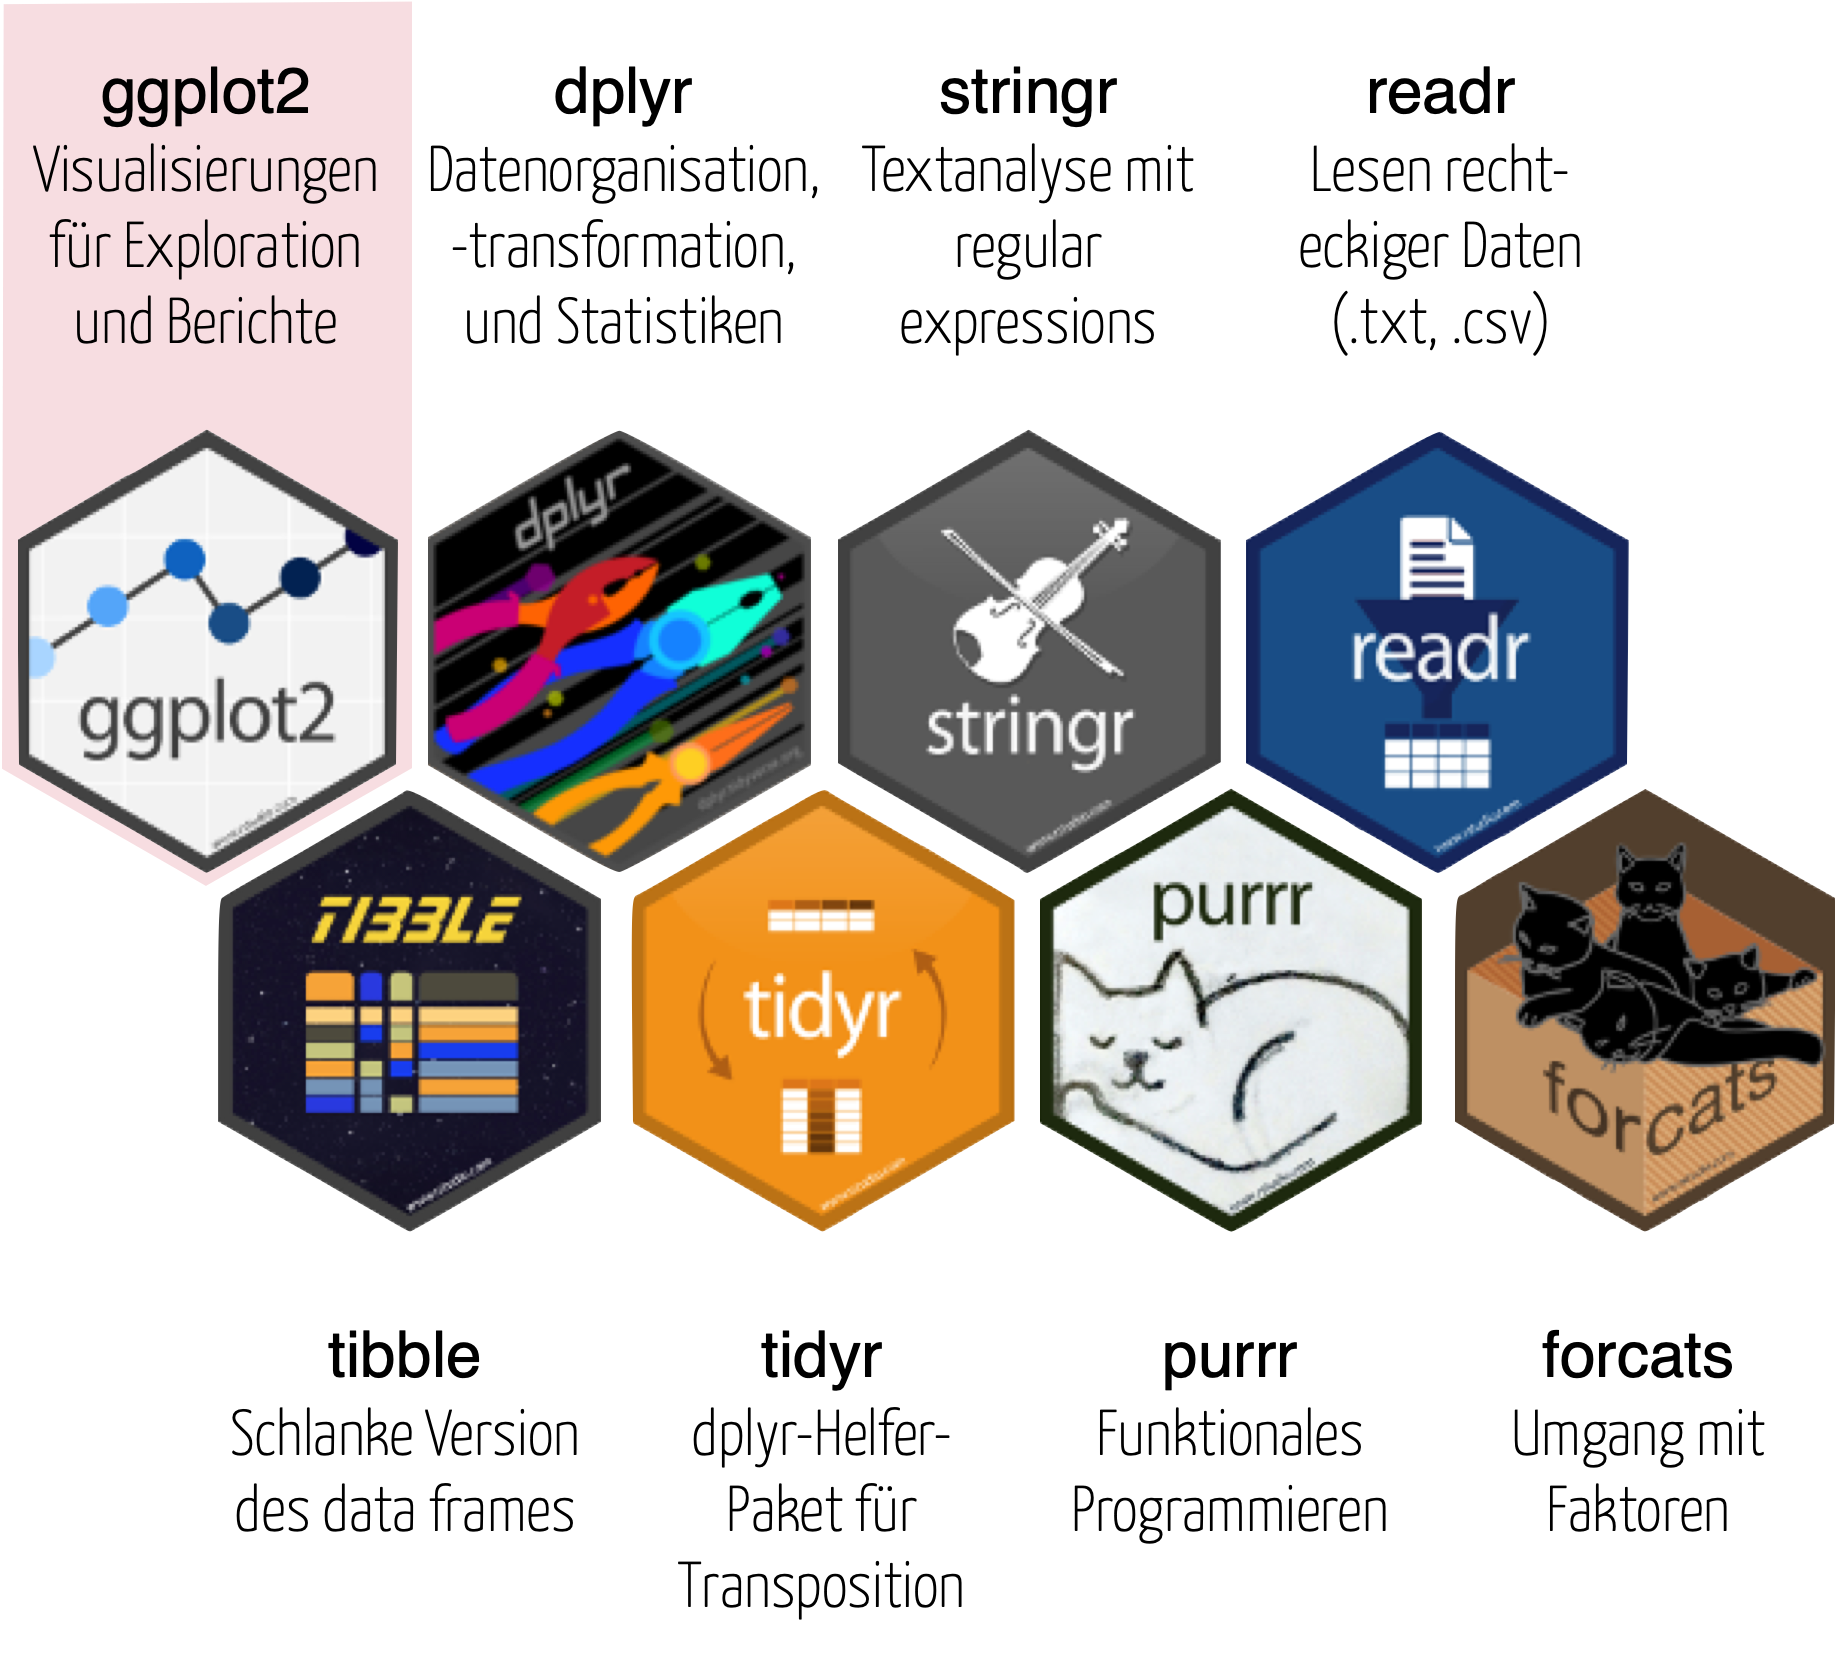 ggplot2
Visualisierungen
für Exploration
und Berichte
dplyr
Datenorganisation,
-transformation,
und Statistiken
stringr
Textanalyse mit
regular
expressions
readr
Lesen recht-
eckiger Daten
(.txt, .csv)
ggplot2
dplyr
stringr
readr
TIBBLE
tidyr
purrr
forcats
tibble
Schlanke Version
des data frames
tidyr
dplyr-Helfer-
Paket für
Transposition
purrr
Funktionales
Programmieren
forcats
Umgang mit
Faktoren